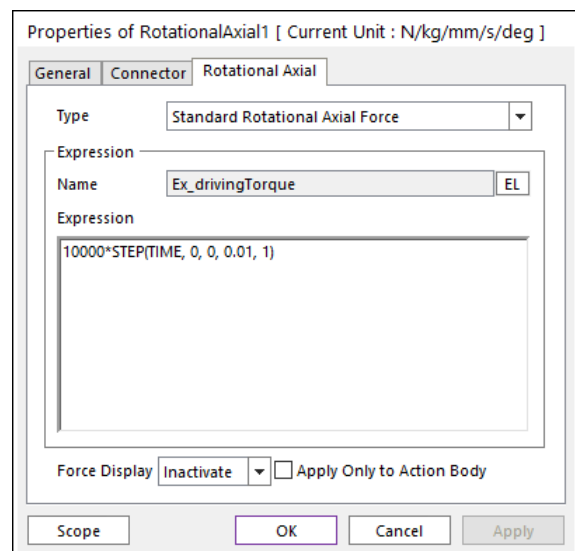 Properties of RotationalAxial1 [ Current Unit : N/kg/mm/s/deg ]
General Connector Rotational Axial
Type Standard Rotational Axial Force
Expression
Name Ex_drivingTorque EL
Expression
10000*STEP(TIME, 0, 0, 0.01, 1)
Force Display Inactivate Apply Only to Action Body
Scope OK Cancel Apply